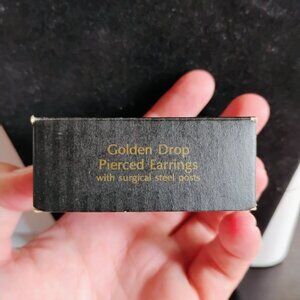 Golden Drop
Pierced Earrings
with surgical steel posts